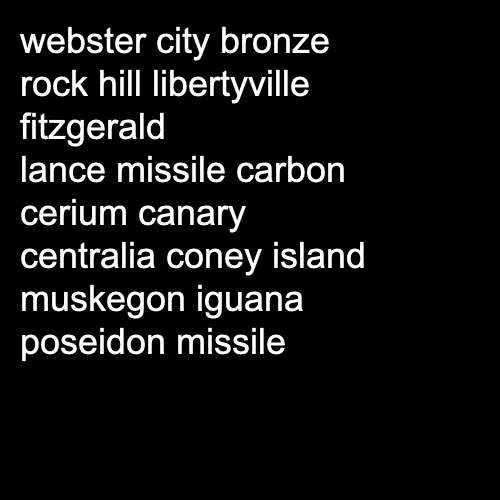 webster city bronze
rock hill libertyville
fitzgerald
lance missile carbon
cerium canary
centralia coney island
muskegon iguana
poseidon missile